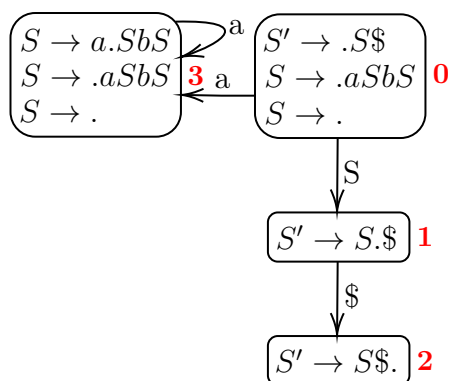 S → a.SbS
S → .aSbS
S → .
3
a
a
S′ → .S$
S → .aSbS
S → .
0
S
S′ → S.$
1
$
S′ → S$.
2